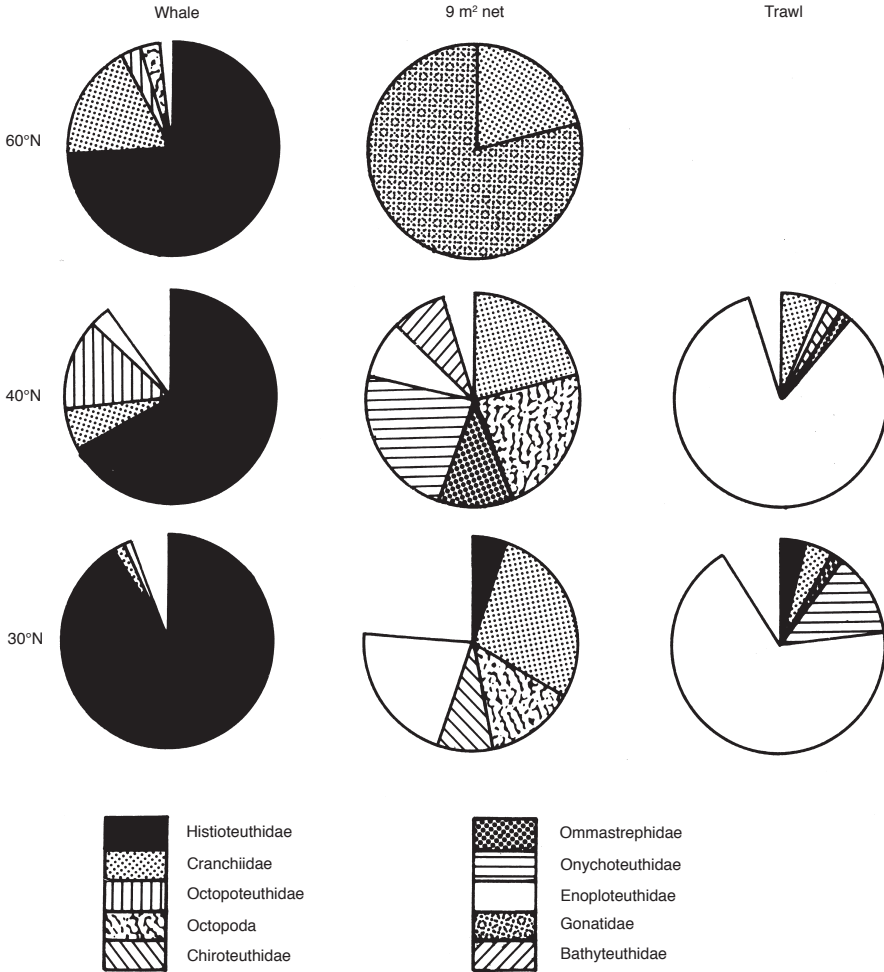 Whale
9 m² net
Trawl
60°N
40°N
30°N
Histioteuthidae
Cranchiidae
Octopoteuthidae
Octopoda
Chiroteuthidae
Ommastrephidae
Onychoteuthidae
Enoploteuthidae
Gonatidae
Bathyteuthidae